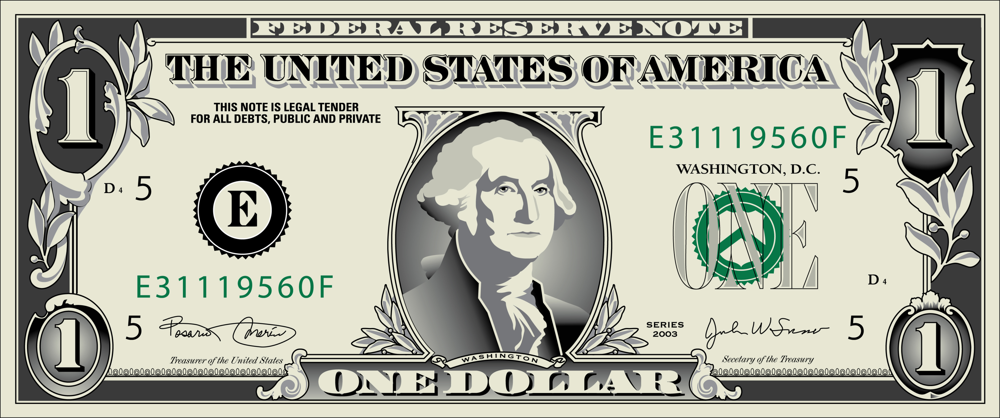 FEDERAL RESERVE NOTE
THE UNITED STATES OF AMERICA
1
1
THIS NOTE IS LEGAL TENDER
FOR ALL DEBTS, PUBLIC AND PRIVATE
E31119560F
WASHINGTON, D.C.
D 4
5
E
ONE
5
E31119560F
D 4
1
5
Rosario Marin
SERIES
2003
John W Snow
5
1
Treasurer of the United States
WASHINGTON
Secetary of the Treasury
ONE DOLLAR